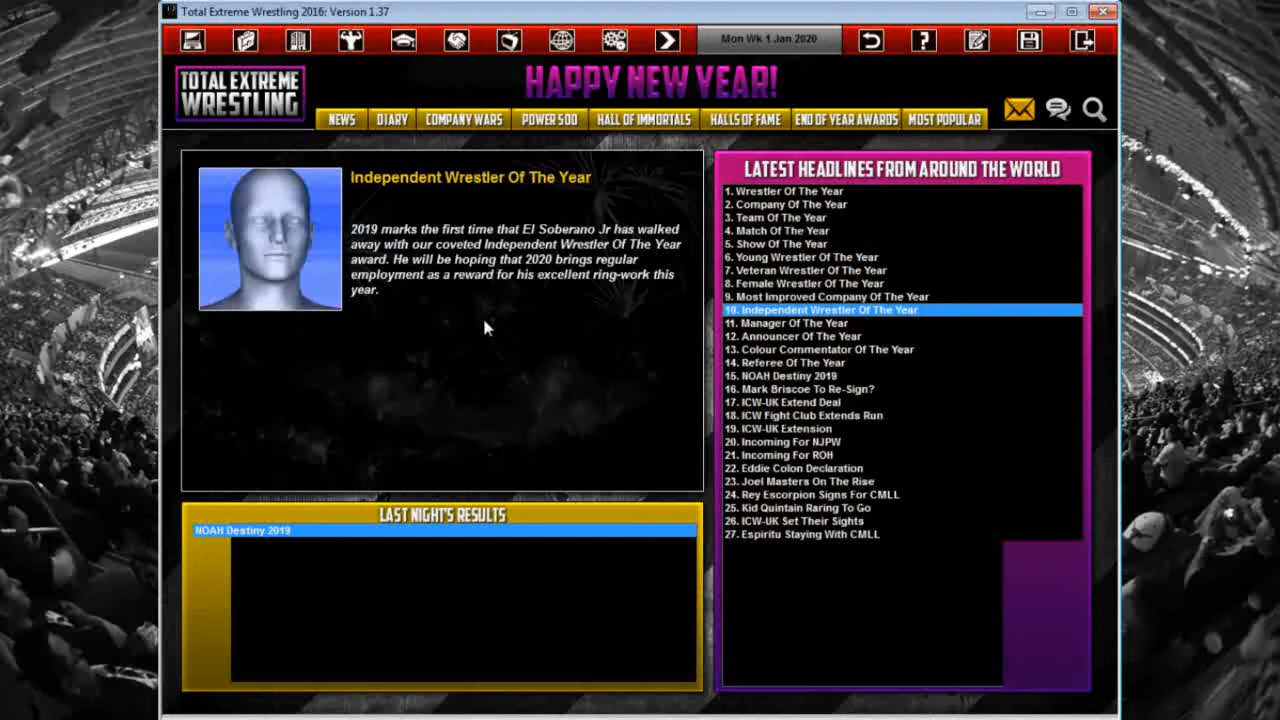 Total Extreme Wrestling 2016: Version 1.37
Mon Wk 1 Jan 2020
TOTAL EXTREME
WRESTLING
HAPPY NEW YEAR!
NEWS
DIARY
COMPANY WARS
POWER 500
HALL OF IMMORTALS
HALLS OF FAME
END OF YEAR AWARDS
MOST POPULAR
Independent Wrestler Of The Year
2019 marks the first time that El Soberano Jr has walked
away with our coveted Independent Wrestler Of The Year
award. He will be hoping that 2020 brings regular
employment as a reward for his excellent ring-work this
year.
LAST NIGHT'S RESULTS
NOAH Destiny 2019
LATEST HEADLINES FROM AROUND THE WORLD
1. Wrestler Of The Year
2. Company Of The Year
3. Team Of The Year
4. Match Of The Year
5. Show Of The Year
6. Young Wrestler Of The Year
7. Veteran Wrestler Of The Year
8. Female Wrestler Of The Year
9. Most Improved Company Of The Year
10. Independent Wrestler Of The Year
11. Manager Of The Year
12. Announcer Of The Year
13. Colour Commentator Of The Year
14. Referee Of The Year
15. NOAH Destiny 2019
16. Mark Briscoe To Re-Sign?
17. ICW-UK Extend Deal
18. ICW Fight Club Extends Run
19. ICW-UK Extension
20. Incoming For NJPW
21. Incoming For ROH
22. Eddie Colon Declaration
23. Joel Masters On The Rise
24. Rey Escorpion Signs For CMLL
25. Kid Quintain Raring To Go
26. ICW-UK Set Their Sights
27. Espiritu Staying With CMLL